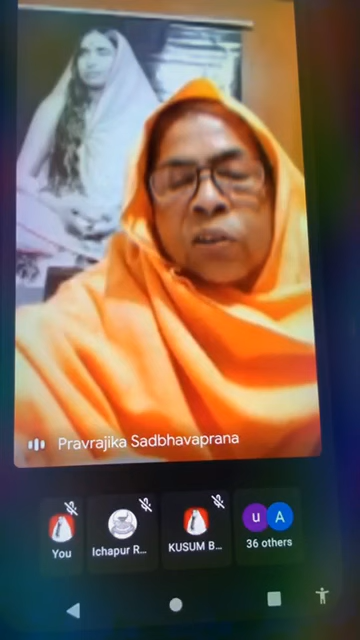 Pravrajika Sadbhavaprana
You
Ichapur R...
KUSUM B...
u A
36 others